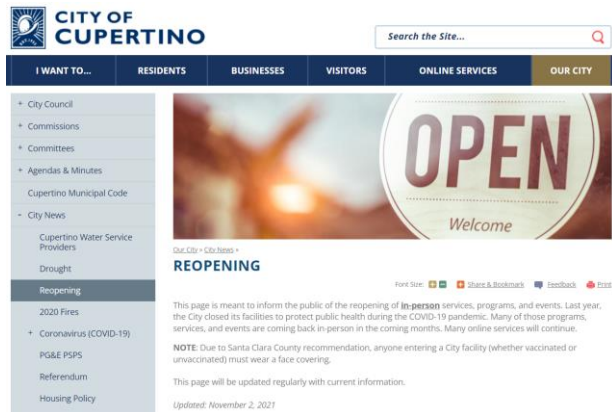 CITY OF
CUPERTINO
Search the Site...
I WANT TO...
RESIDENTS
BUSINESSES
VISITORS
ONLINE SERVICES
OUR CITY
+ City Council
+ Commissions
+ Committees
+ Agendas & Minutes
Cupertino Municipal Code
- City News
Cupertino Water Service
Providers
Drought
Reopening
2020 Fires
+ Coronavirus (COVID-19)
PG&E PSPS
Referendum
Housing Policy
OPEN
Welcome
Our City » City News »
REOPENING
Font Size: + - Share & Bookmark Feedback Print
This page is meant to inform the public of the reopening of in-person services, programs, and events. Last year,
the City closed its facilities to protect public health during the COVID-19 pandemic. Many of those programs,
services, and events are coming back in-person in the coming months. Many online services will continue.
NOTE: Due to Santa Clara County recommendation, anyone entering a City facility (whether vaccinated or
unvaccinated) must wear a face covering.
This page will be updated regularly with current information.
Updated: November 2, 2021